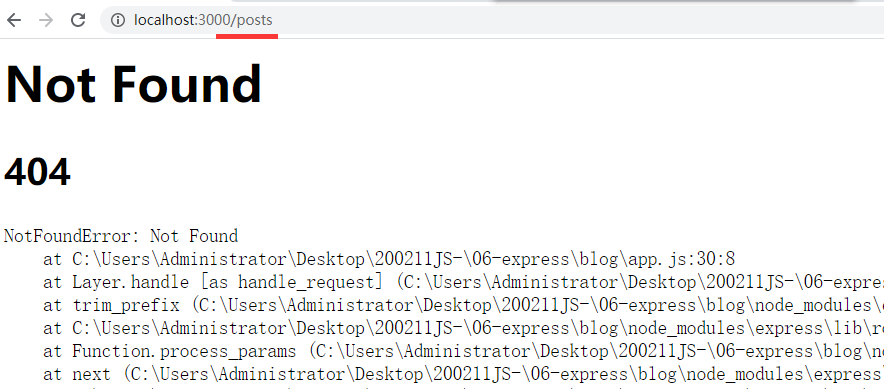 localhost:3000/posts
Not Found
404
NotFoundError: Not Found
at C:\Users\Administrator\Desktop\200211JS-\06-express\blog\app.js:30:8
at Layer.handle [as handle_request] (C:\Users\Administrator\Desktop\200211JS-\06-express
at trim_prefix (C:\Users\Administrator\Desktop\200211JS-\06-express\blog\node_modules\
at C:\Users\Administrator\Desktop\200211JS-\06-express\blog\node_modules\express\lib\ro
at Function.process_params (C:\Users\Administrator\Desktop\200211JS-\06-express\blog\no
at next (C:\Users\Administrator\Desktop\200211JS-\06-express\blog\node_modules\express